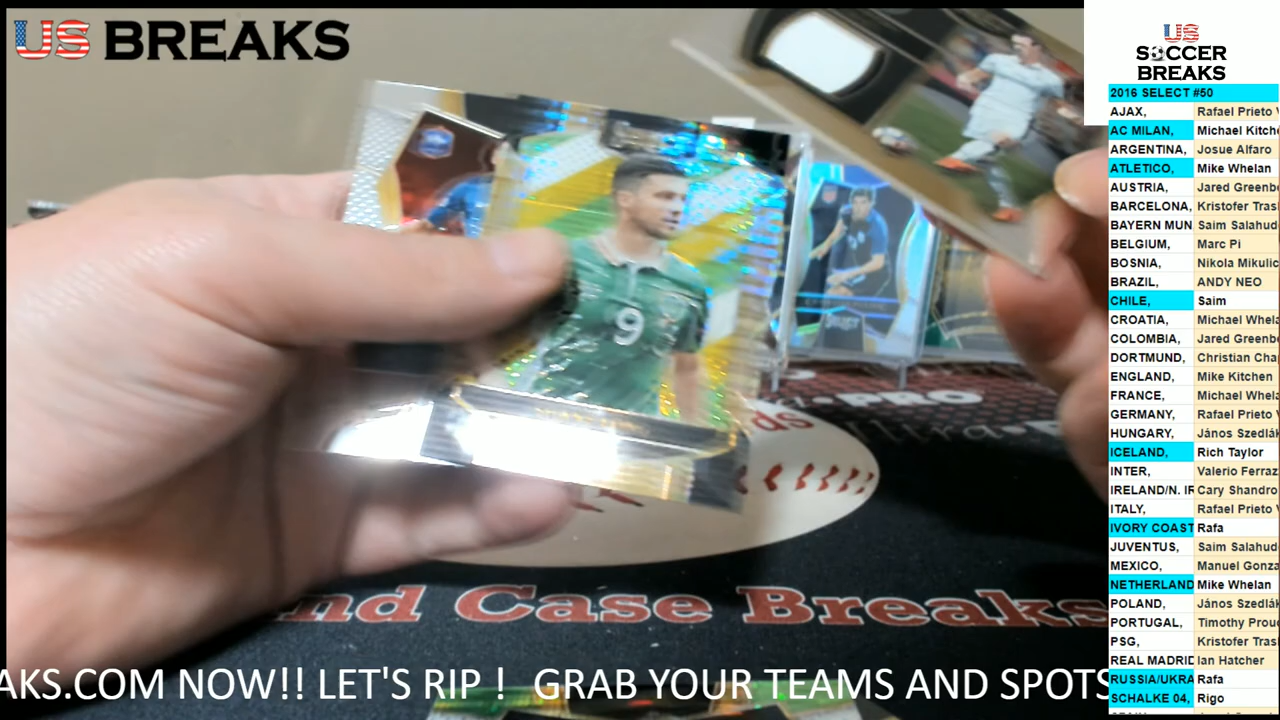 US BREAKS
US
SOCCER
BREAKS
2016 SELECT #50
AJAX, Rafael Prieto V
AC MILAN, Michael Kitch
ARGENTINA, Josue Alfaro
ATLETICO, Mike Whelan
AUSTRIA, Jared Greenb
BARCELONA, Kristofer Tras
BAYERN MUN Saim Salahud
BELGIUM, Marc Pi
BOSNIA, Nikola Mikulic
BRAZIL, ANDY NEO
CHILE, Saim
CROATIA, Michael Whela
COLOMBIA, Jared Greenb
DORTMUND, Christian Cha
ENGLAND, Mike Kitchen
FRANCE, Michael Whela
GERMANY, Rafael Prieto
HUNGARY, János Szedlák
ICELAND, Rich Taylor
INTER, Valerio Ferraz
IRELAND/N. IR Cary Shandro
ITALY, Rafael Prieto V
IVORY COAST Rafa
JUVENTUS, Saim Salahud
MEXICO, Manuel Gonza
NETHERLAND Mike Whelan
POLAND, János Szedlák
PORTUGAL, Timothy Prou
PSG, Kristofer Tras
REAL MADRID Ian Hatcher
RUSSIA/UKRA Rafa
SCHALKE 04, Rigo
9
SELECT
PRO
nd Case Breaks
AKS.COM NOW!! LET'S RIP ! GRAB YOUR TEAMS AND SPOTS